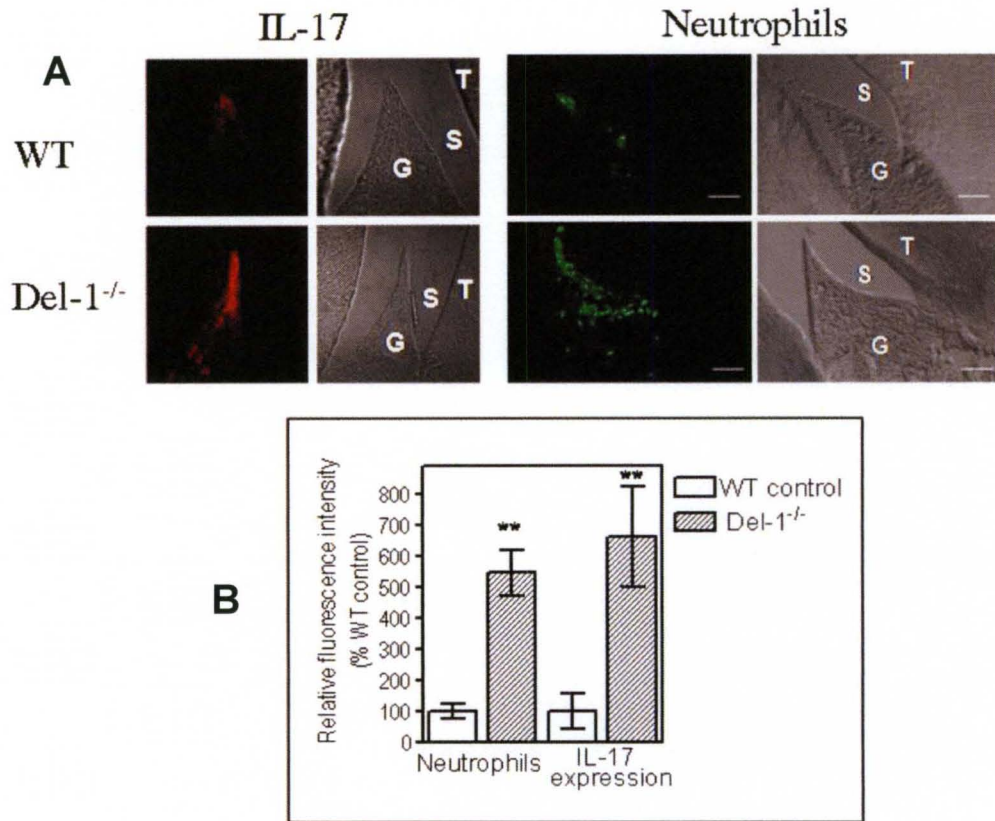 IL-17
Neutrophils
A
WT
G
S
T
G
S
T
Del-1-/-
G
S
T
G
S
T
B
Relative fluorescence intensity
(% WT control)
800
700
600
500
400
300
200
100
0
**
**
Neutrophils
IL-17
expression
WT control
Del-1-/-